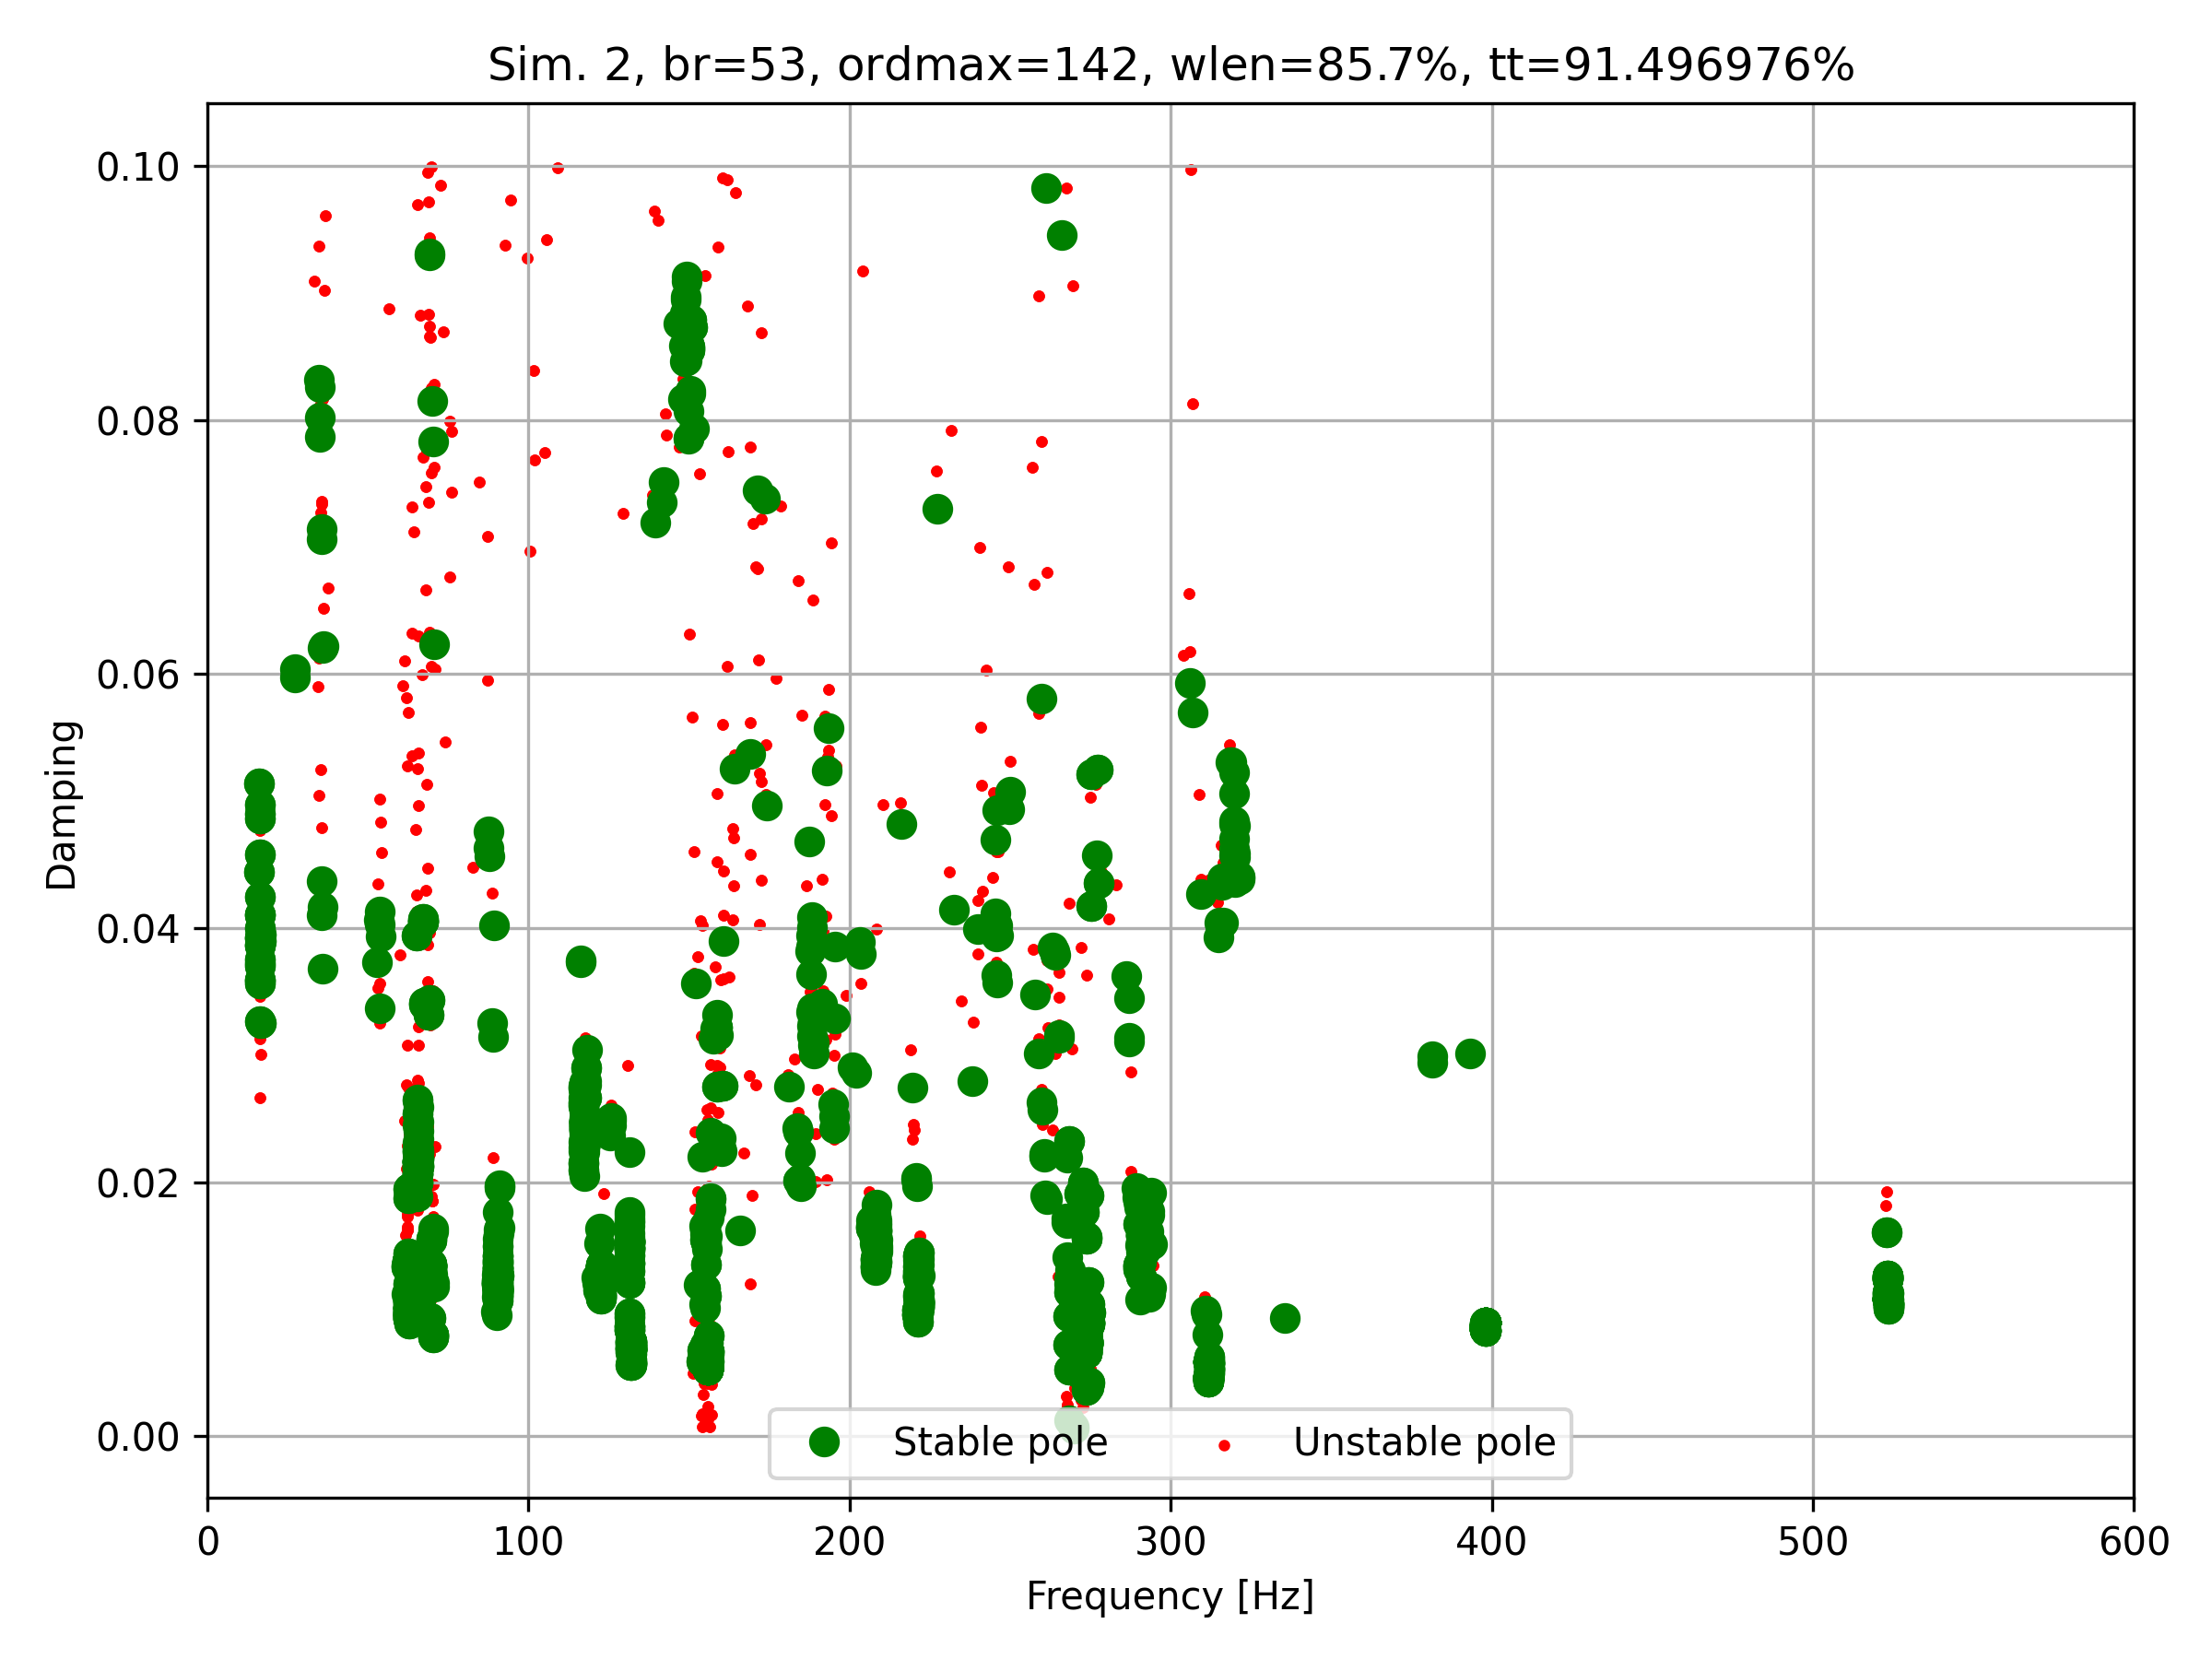 Sim. 2, br=53, ordmax=142, wlen=85.7%, tt=91.496976%
0.10
0.08
0.06
0.04
0.02
0.00
Damping
Stable pole Unstable pole
0 100 200 300 400 500 600
Frequency [Hz]